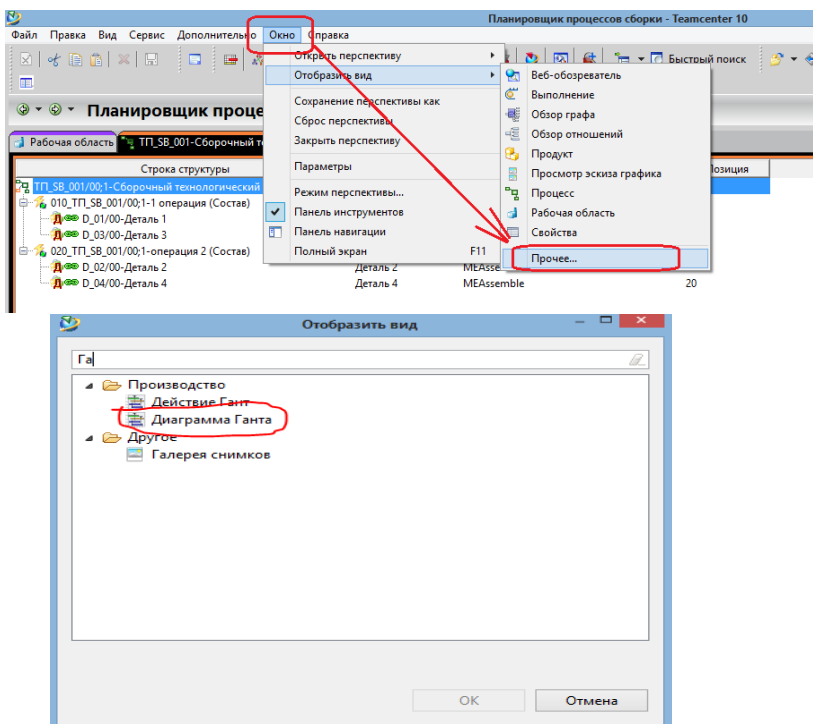 Планировщик процессов сборки - Teamcenter 10
Файл Правка Вид Сервис Дополнительно Окно Справка
Открыть перспективу
Быстрый поиск
Отобразить вид
Веб-обозреватель
Выполнение
Сохранение перспективы как
Обзор графа
Планировщик проце
Сброс перспективы
Обзор отношений
Рабочая область ТП_SB_001-Сборочный т
Закрыть перспективу
Продукт
Строка структуры
Параметры
Просмотр эскиза графика
Позиция
ТП_SB_001/00;1-Сборочный технологический
Режим перспективы...
Процесс
010_ТП_SB_001/00;1-1 операция (Состав)
Панель инструментов
Рабочая область
D_01/00-Деталь 1
D_03/00-Деталь 3
Панель навигации
Свойства
020_ТП_SB_001/00;1-операция 2 (Состав)
Полный экран F11
Прочее...
D_02/00-Деталь 2 Деталь 2 MEAsse
D_04/00-Деталь 4 Деталь 4 MEAssemble 20
Отобразить вид
Га
Производство
Действие Гант
Диаграмма Ганта
Другое
Галерея снимков
OK Отмена